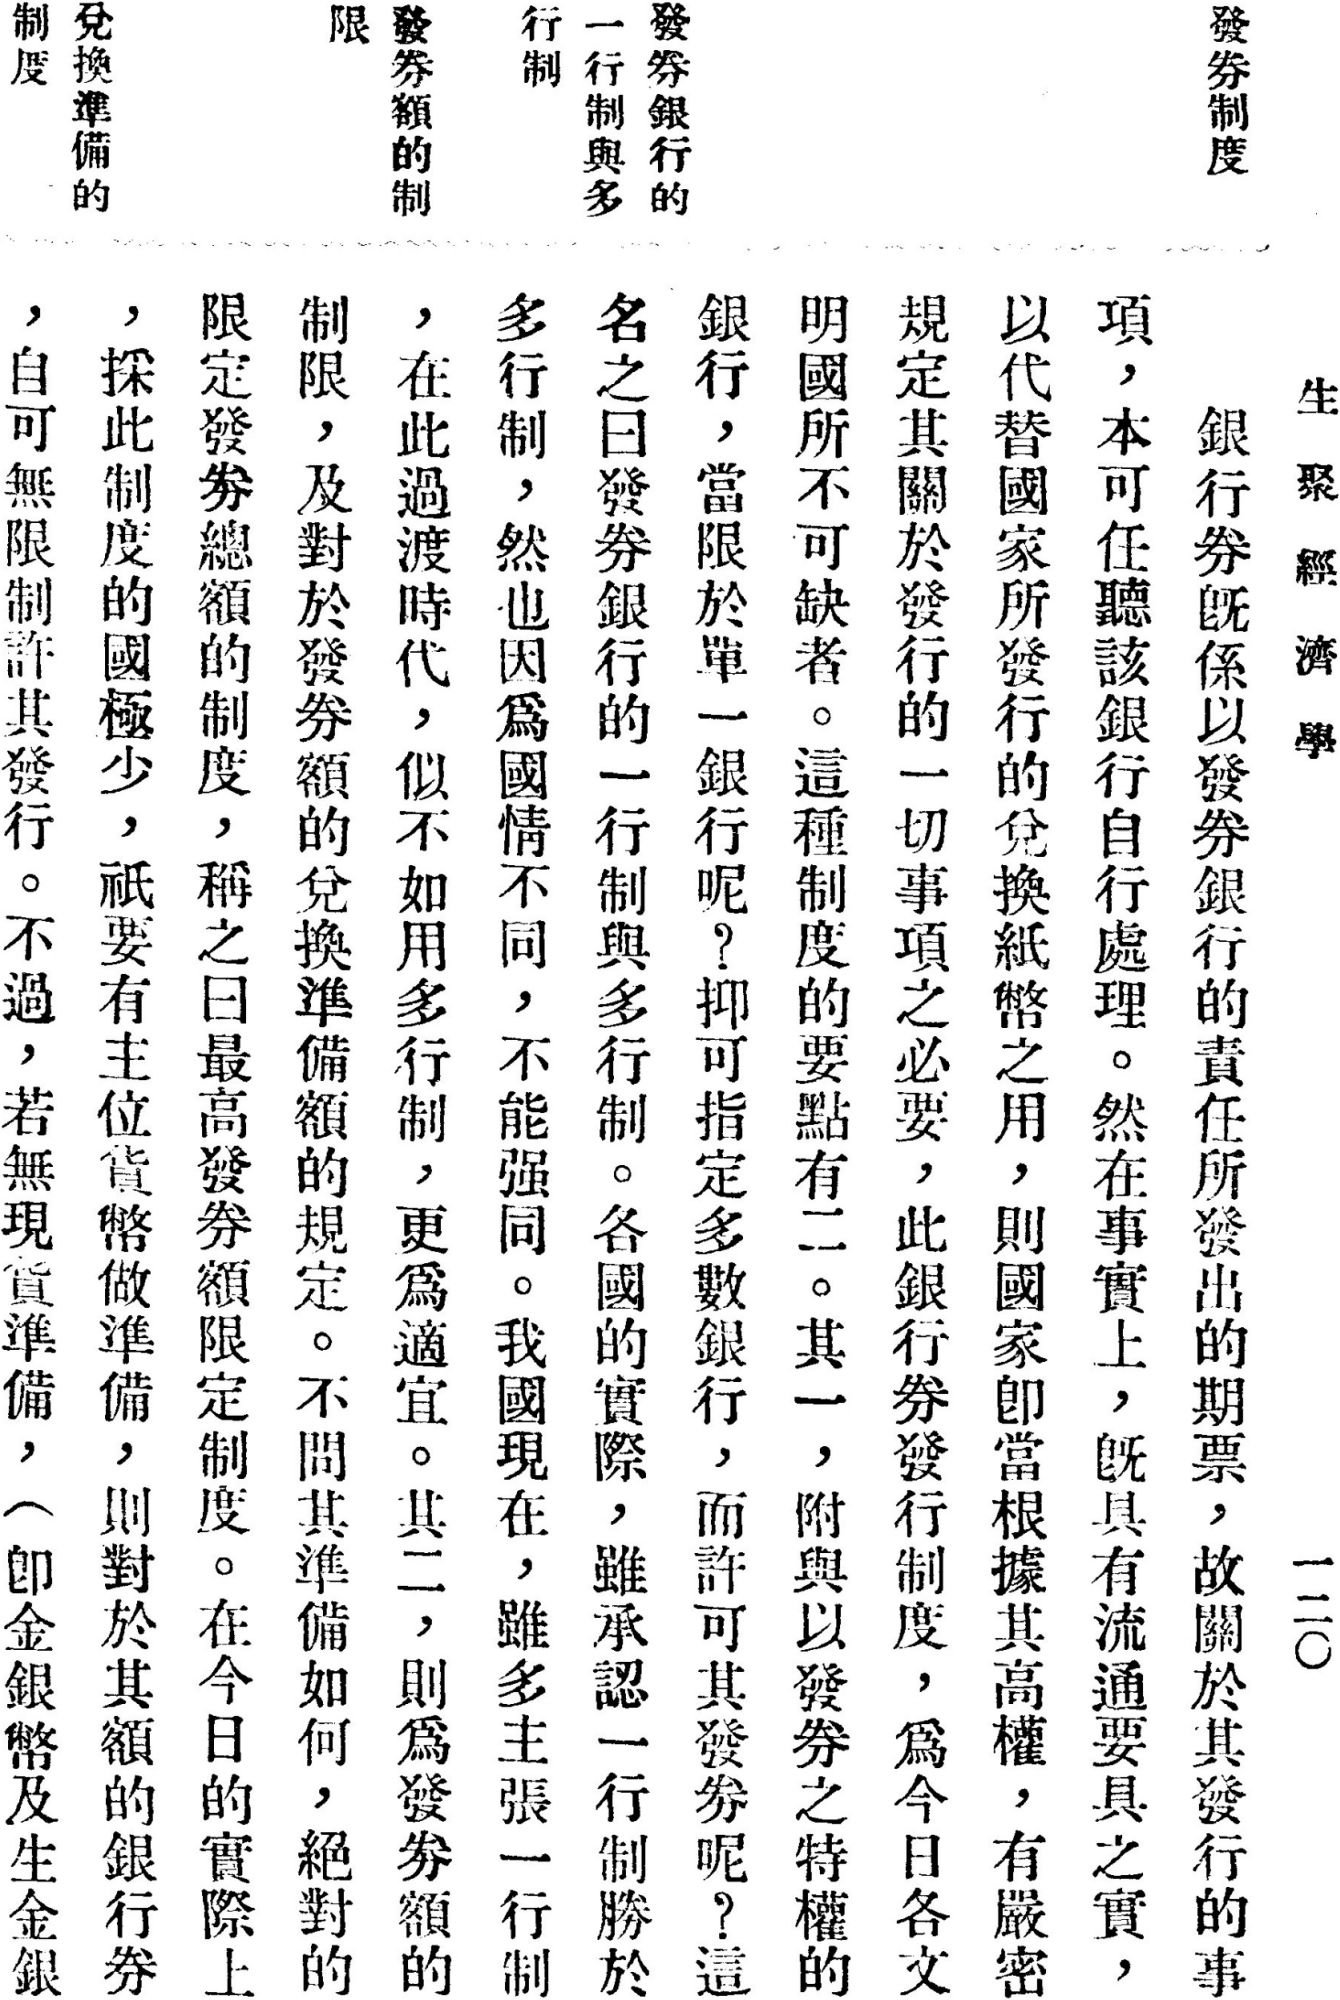 生聚經濟學
一二〇
發券制度
銀行券旣係以發券銀行的責任所發出的期票，故關於其發行的事
項，本可任聽該銀行自行處理。然在事實上，旣具有流通要具之實，
以代替國家所發行的兌換紙幣之用，則國家卽當根據其高權，有嚴密
規定其關於發行的一切事項之必要，此銀行券發行制度，爲今日各文
明國所不可缺者。這種制度的要點有二。其一，附與以發券之特權的
銀行，當限於單一銀行呢？抑可指定多數銀行，而許可其發券呢？這
發券銀行的
一行制與多
行制
名之曰發券銀行的一行制與多行制。各國的實際，雖承認一行制勝於
多行制，然也因爲國情不同，不能强同。我國現在，雖多主張一行制
，在此過渡時代，似不如用多行制，更爲適宜。其二，則爲發券額的
發券額的制
限
制限，及對於發券額的兌換準備額的規定。不問其準備如何，絕對的
限定發券總額的制度，稱之曰最高發券額限定制度。在今日的實際上
，採此制度的國極少，祇要有主位貨幣做準備，則對於其額的銀行券
兌換準備的
制度
，自可無限制許其發行。不過，若無現貨準備，（卽金銀幣及生金銀